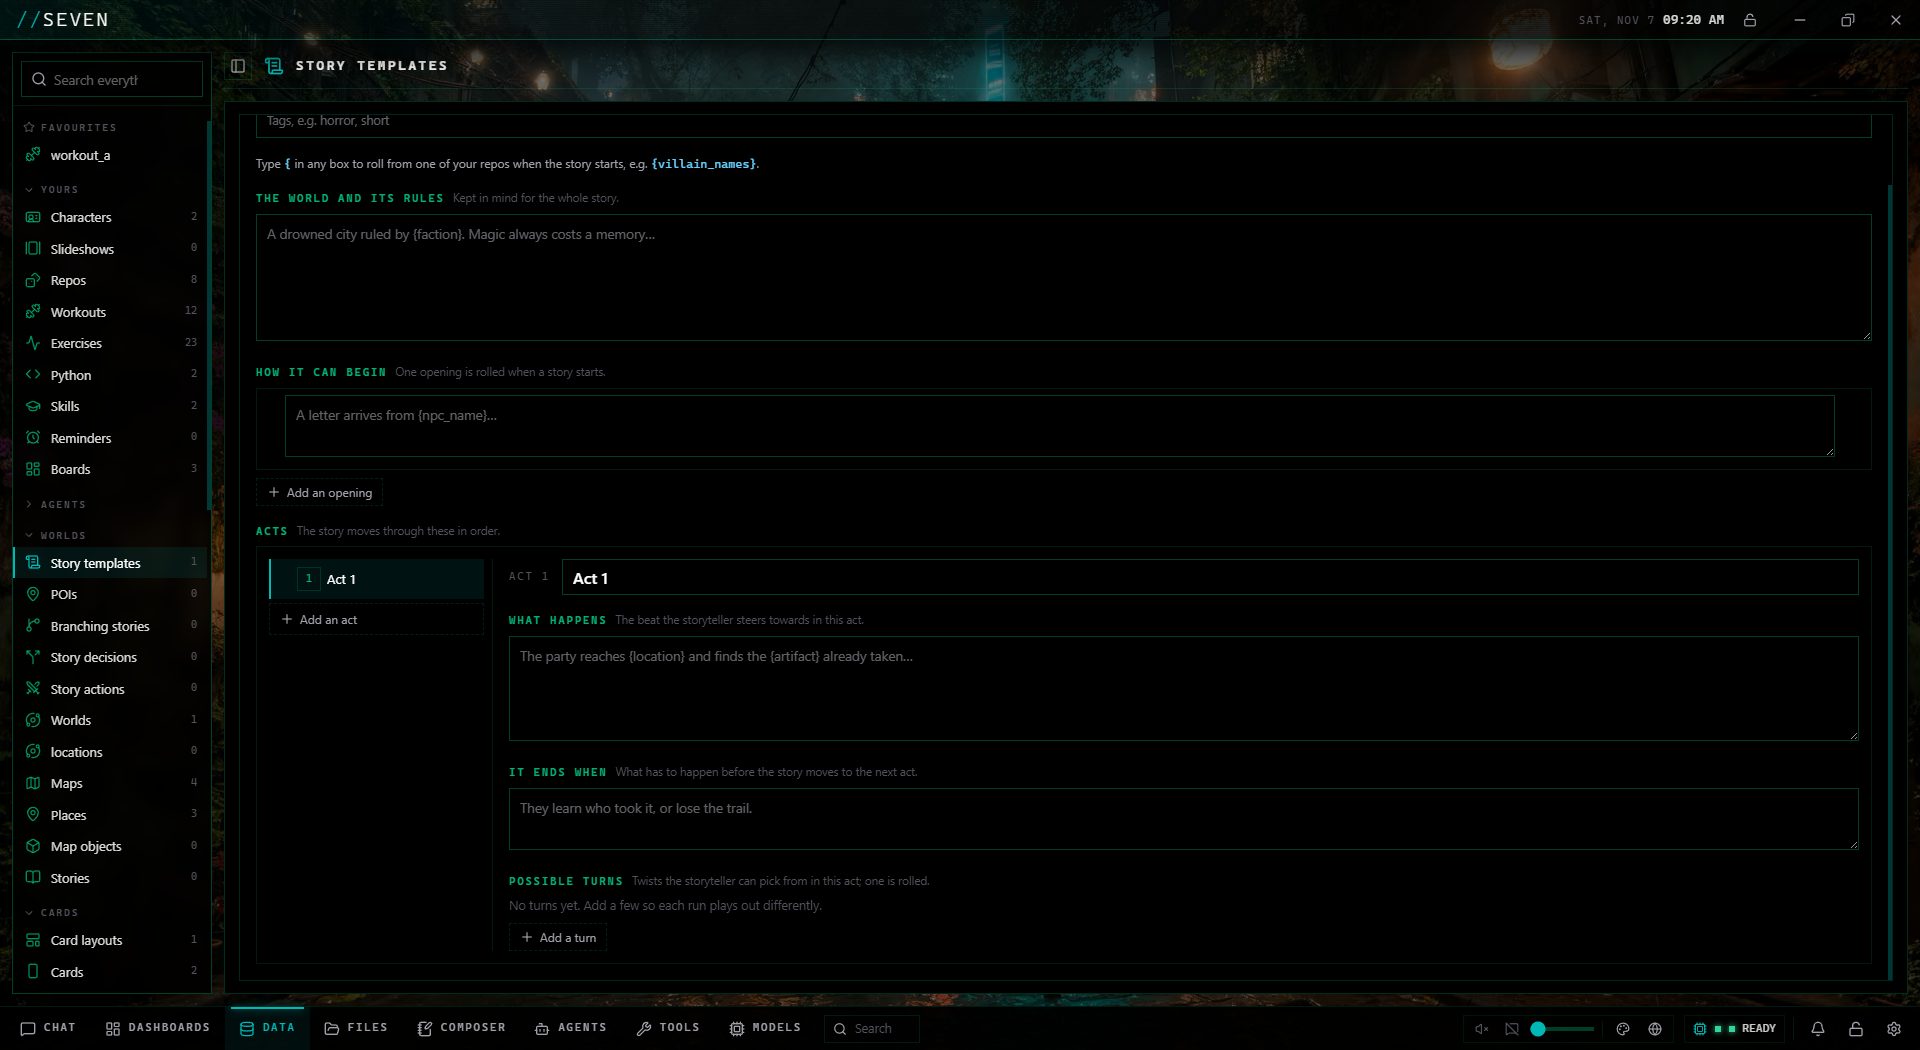 //SEVEN
SAT, NOV 7 09:20 AM
Search everytl
STORY TEMPLATES
FAVOURITES
workout_a
YOURS
Characters 2
Slideshows 0
Repos 8
Workouts 12
Exercises 23
Python 2
Skills 2
Reminders 0
Boards 3
AGENTS
WORLDS
Story templates 1
POIs 0
Branching stories 0
Story decisions 0
Story actions 0
Worlds 1
locations 0
Maps 4
Places 3
Map objects 0
Stories 0
CARDS
Card layouts 1
Cards 2
Tags, e.g. horror, short
Type { in any box to roll from one of your repos when the story starts, e.g. {villain_names}.
THE WORLD AND ITS RULES Kept in mind for the whole story.
A drowned city ruled by {faction}. Magic always costs a memory...
HOW IT CAN BEGIN One opening is rolled when a story starts.
A letter arrives from {npc_name}...
+ Add an opening
ACTS The story moves through these in order.
1 Act 1
+ Add an act
ACT 1 Act 1
WHAT HAPPENS The beat the storyteller steers towards in this act.
The party reaches {location} and finds the {artifact} already taken...
IT ENDS WHEN What has to happen before the story moves to the next act.
They learn who took it, or lose the trail.
POSSIBLE TURNS Twists the storyteller can pick from in this act; one is rolled.
No turns yet. Add a few so each run plays out differently.
+ Add a turn
CHAT DASHBOARDS DATA FILES COMPOSER AGENTS TOOLS MODELS Search READY